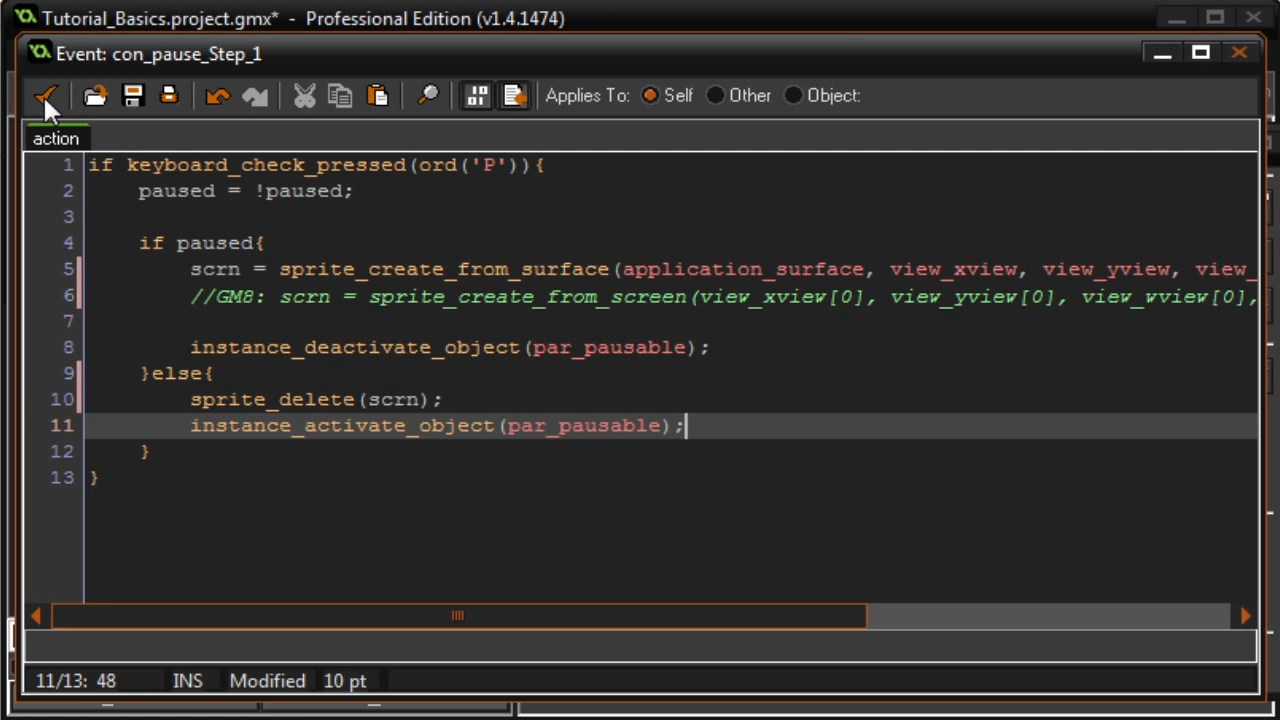 Tutorial_Basics.project.gmx* - Professional Edition (v1.4.1474)
Event: con_pause_Step_1
Applies To: Self Other Object:
action
1 if keyboard_check_pressed(ord('P')){
2 paused = !paused;
3
4 if paused{
5 scrn = sprite_create_from_surface(application_surface, view_xview, view_yview, view_
6 //GM8: scrn = sprite_create_from_screen(view_xview[0], view_yview[0], view_wview[0],
7
8 instance_deactivate_object(par_pausable);
9 }else{
10 sprite_delete(scrn);
11 instance_activate_object(par_pausable);
12 }
13 }
11/13: 48 INS Modified 10 pt